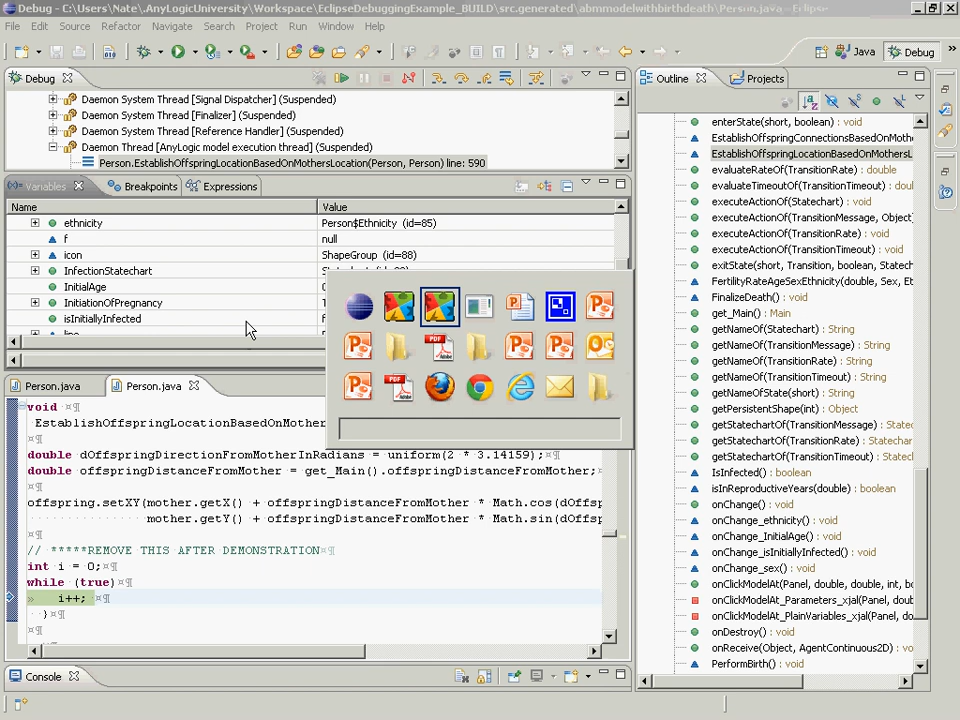 Debug - C:\Users\Nate.\.AnyLogicUniversity\Workspace\EclipseDebuggingExample_BUILD\src.generated\abmmodelwithbirthdeath\Person.java - Eclipse
File Edit Source Refactor Navigate Search Project Run Window Help
Java Debug
Debug
Daemon System Thread [Signal Dispatcher] (Suspended)
Daemon System Thread [Finalizer] (Suspended)
Daemon System Thread [Reference Handler] (Suspended)
Daemon Thread [AnyLogic model execution thread] (Suspended)
Person.EstablishOffspringLocationBasedOnMothersLocation(Person, Person) line: 590
Variables Breakpoints Expressions
Name Value
ethnicity Person$Ethnicity (id=85)
f null
icon ShapeGroup (id=88)
InfectionStatechart
InitialAge
InitiationOfPregnancy
isInitiallyInfected f
Person.java Person.java
void ¤¶
EstablishOffspringLocationBasedOnMother
¤¶
double dOffspringDirectionFromMotherInRadians = uniform(2 * 3.14159);¤¶
double offspringDistanceFromMother = get_Main().offspringDistanceFromMother;¤¶
¤¶
offspring.setXY(mother.getX() + offspringDistanceFromMother * Math.cos(dOffsp
mother.getY() + offspringDistanceFromMother * Math.sin(dOffsp
¤¶
// *****REMOVE THIS AFTER DEMONSTRATION¤¶
int i = 0;¤¶
while (true)¤¶
» i++; ¤¶
}¤¶
¤¶
Console
Outline Projects
enterState(short, boolean) : void
EstablishOffspringConnectionsBasedOnMothe
EstablishOffspringLocationBasedOnMothersL
evaluateRateOf(TransitionRate) : double
evaluateTimeoutOf(TransitionTimeout) : doul
executeActionOf(Statechart) : void
executeActionOf(TransitionMessage, Object)
executeActionOf(TransitionRate) : void
executeActionOf(TransitionTimeout) : void
exitState(short, Transition, boolean, Statech
FertilityRateAgeSexEthnicity(double, Sex, Et
FinalizeDeath() : void
get_Main() : Main
getNameOf(Statechart) : String
getNameOf(TransitionMessage) : String
getNameOf(TransitionRate) : String
getNameOf(TransitionTimeout) : String
getNameOfState(short) : String
getPersistentShape(int) : Object
getStatechartOf(TransitionMessage) : Statec
getStatechartOf(TransitionRate) : Statechar
getStatechartOf(TransitionTimeout) : Statec
IsInfected() : boolean
isInReproductiveYears(double) : boolean
onChange() : void
onChange_ethnicity() : void
onChange_InitialAge() : void
onChange_isInitiallyInfected() : void
onChange_sex() : void
onClickModelAt(Panel, double, double, int, bo
onClickModelAt_Parameters_xjal(Panel, doub
onClickModelAt_PlainVariables_xjal(Panel, dou
onDestroy() : void
onReceive(Object, AgentContinuous2D) : vo
PerformBirth() : void